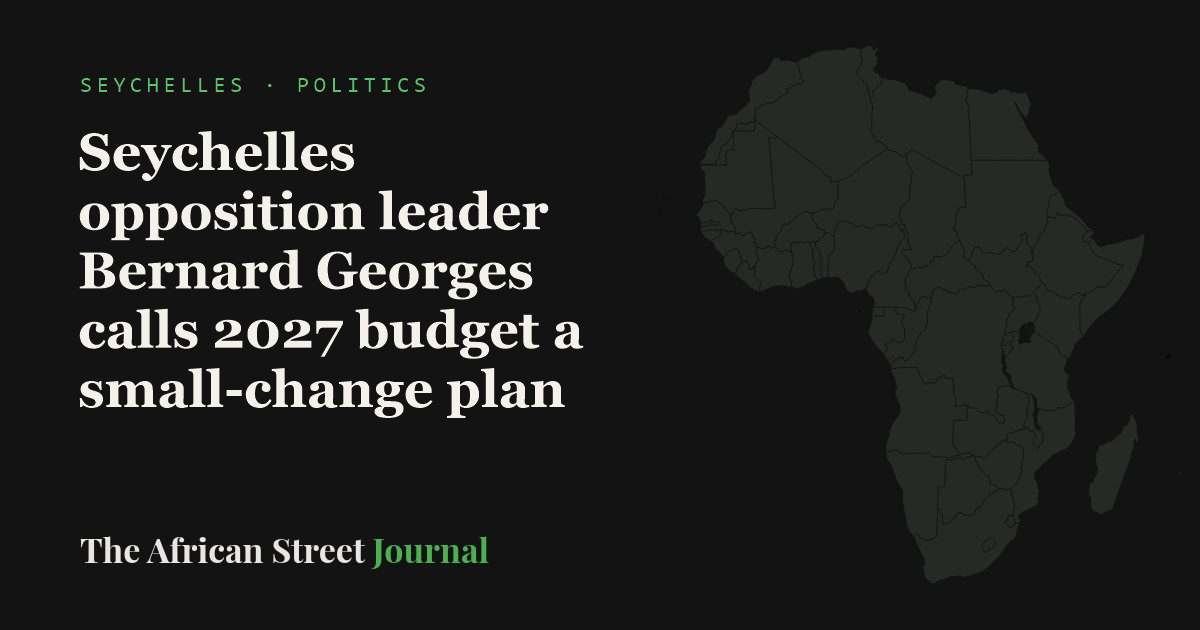 SEYCHELLES · POLITICS
Seychelles
opposition leader
Bernard Georges
calls 2027 budget a
small-change plan
The African Street Journal